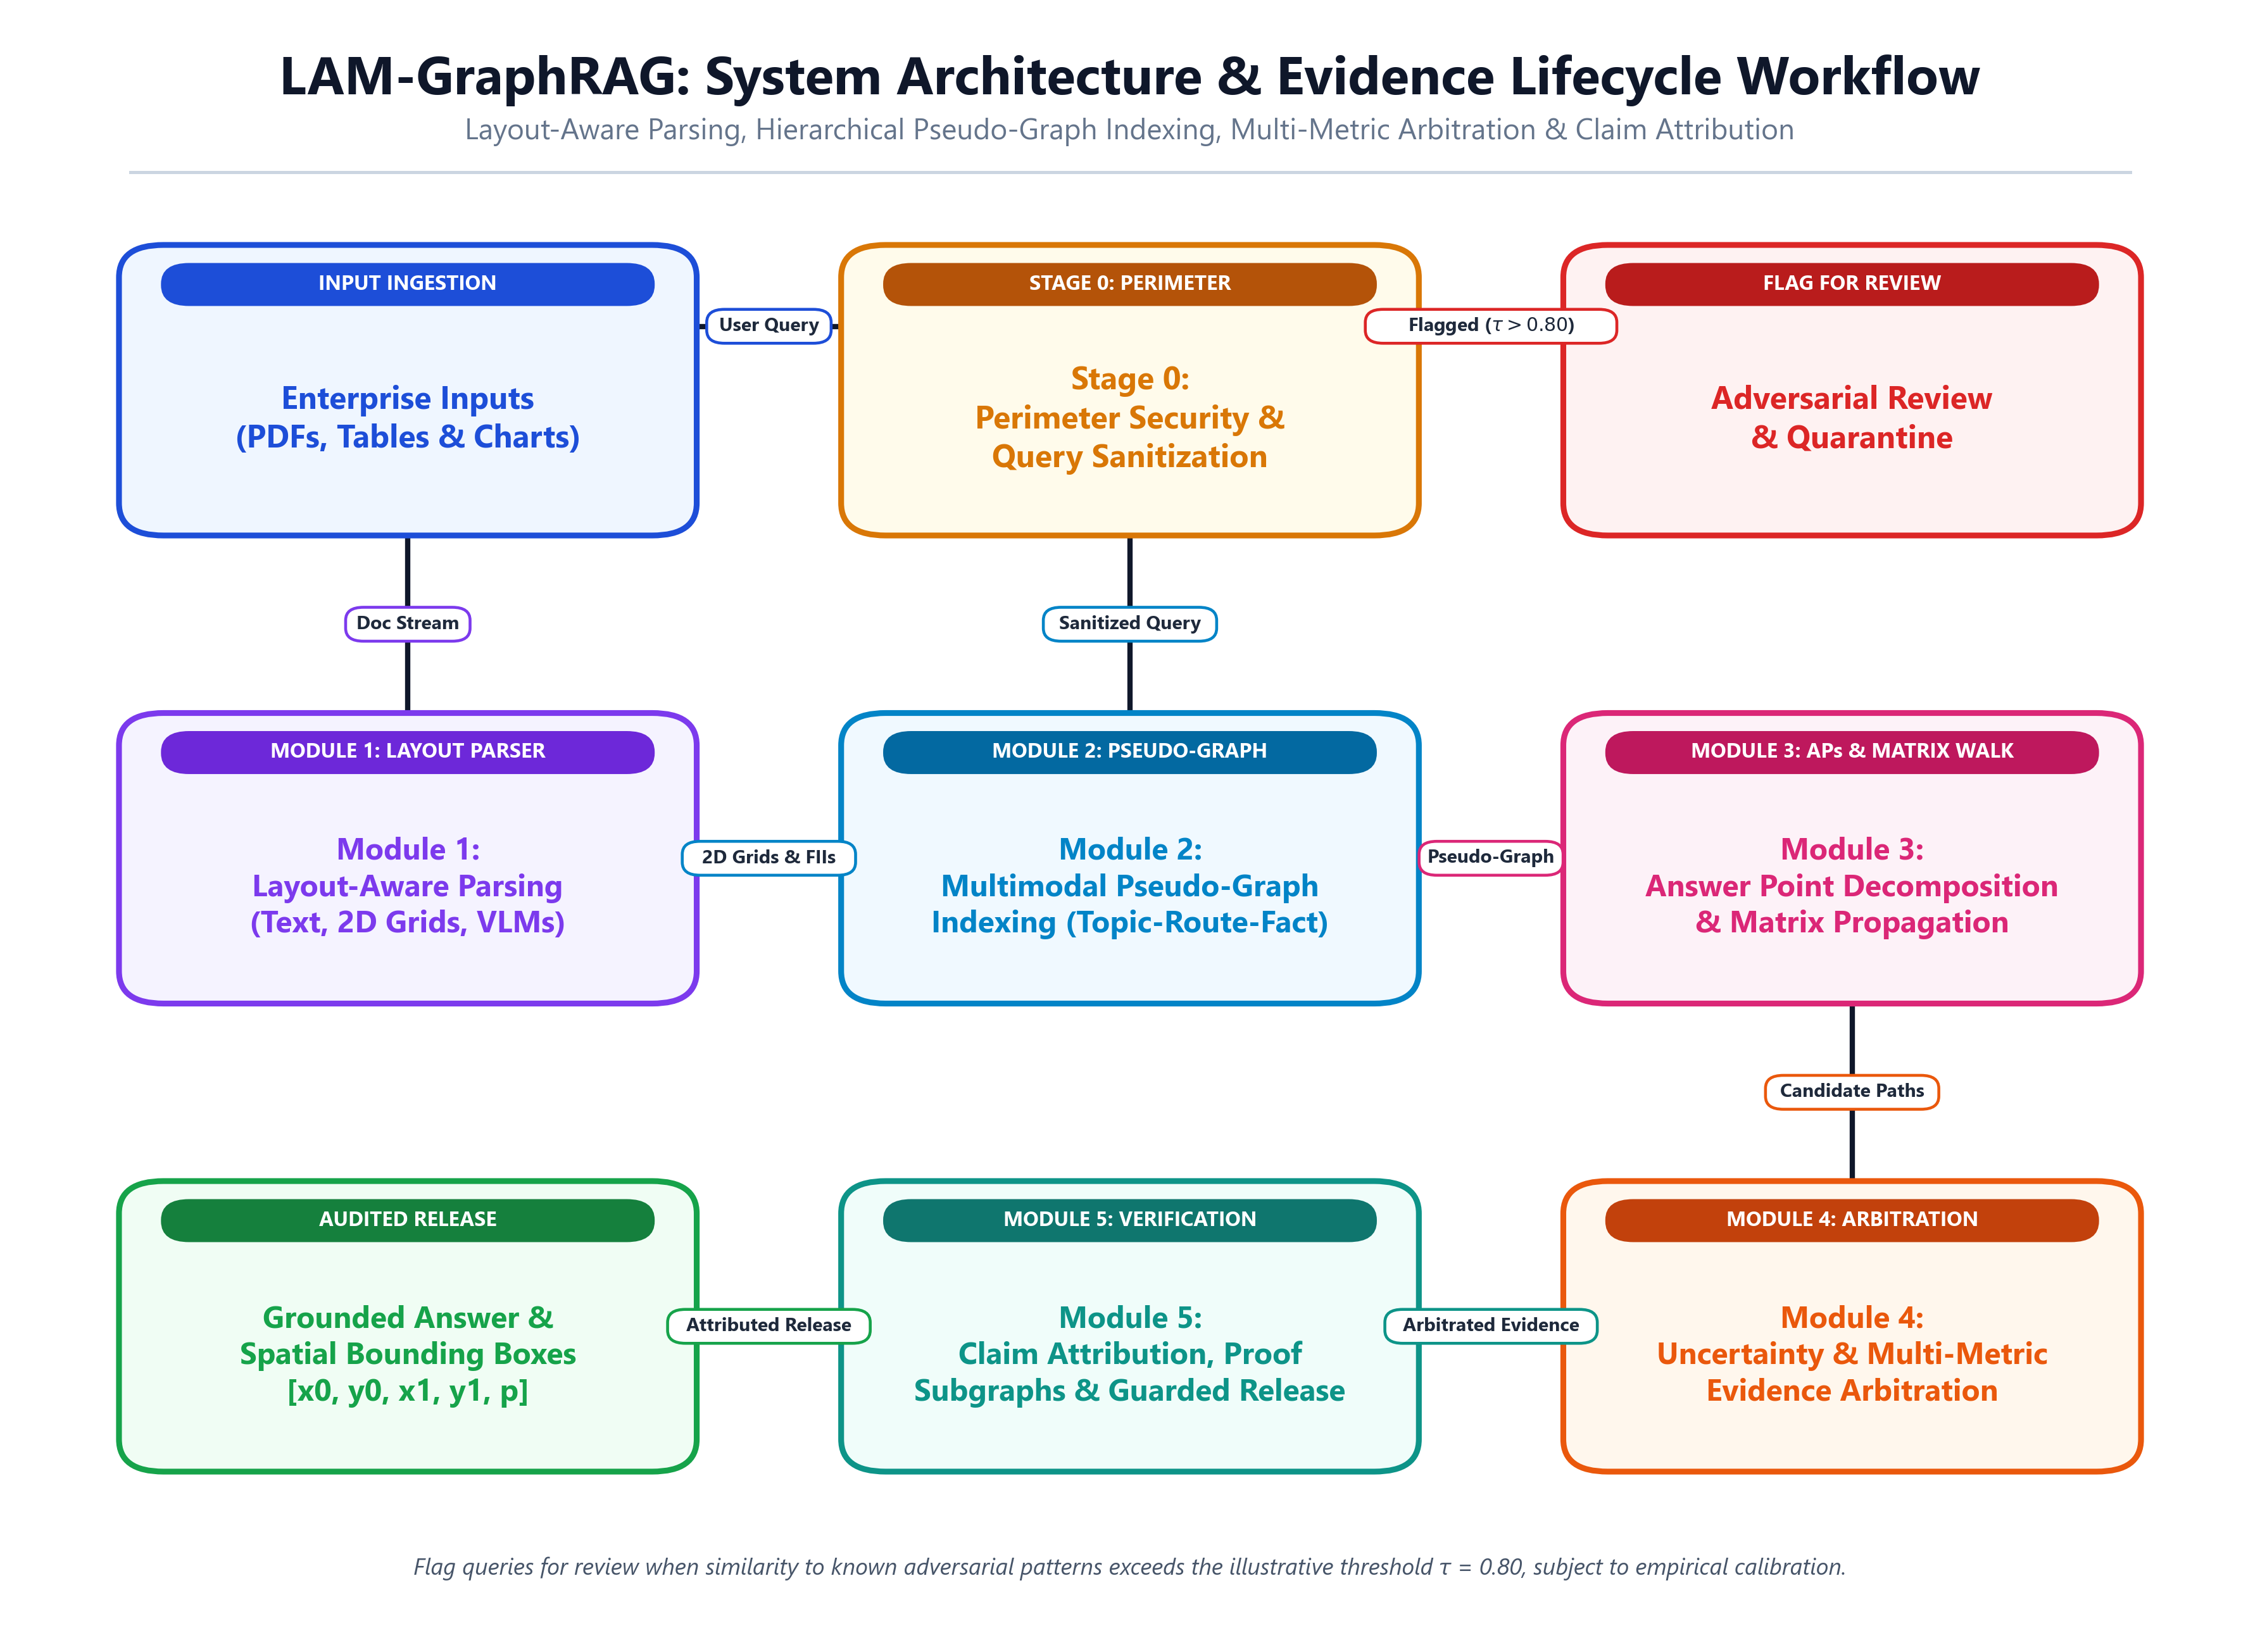 LAM-GraphRAG: System Architecture & Evidence Lifecycle Workflow
Layout-Aware Parsing, Hierarchical Pseudo-Graph Indexing, Multi-Metric Arbitration & Claim Attribution
INPUT INGESTION
Enterprise Inputs
(PDFs, Tables & Charts)
User Query
STAGE 0: PERIMETER
Stage 0:
Perimeter Security &
Query Sanitization
Flagged (τ > 0.80)
FLAG FOR REVIEW
Adversarial Review
& Quarantine
Doc Stream
Sanitized Query
MODULE 1: LAYOUT PARSER
Module 1:
Layout-Aware Parsing
(Text, 2D Grids, VLMs)
2D Grids & FIIs
MODULE 2: PSEUDO-GRAPH
Module 2:
Multimodal Pseudo-Graph
Indexing (Topic-Route-Fact)
Pseudo-Graph
MODULE 3: APs & MATRIX WALK
Module 3:
Answer Point Decomposition
& Matrix Propagation
Candidate Paths
AUDITED RELEASE
Grounded Answer &
Spatial Bounding Boxes
[x0, y0, x1, y1, p]
Attributed Release
MODULE 5: VERIFICATION
Module 5:
Claim Attribution, Proof
Subgraphs & Guarded Release
Arbitrated Evidence
MODULE 4: ARBITRATION
Module 4:
Uncertainty & Multi-Metric
Evidence Arbitration
Flag queries for review when similarity to known adversarial patterns exceeds the illustrative threshold τ = 0.80, subject to empirical calibration.